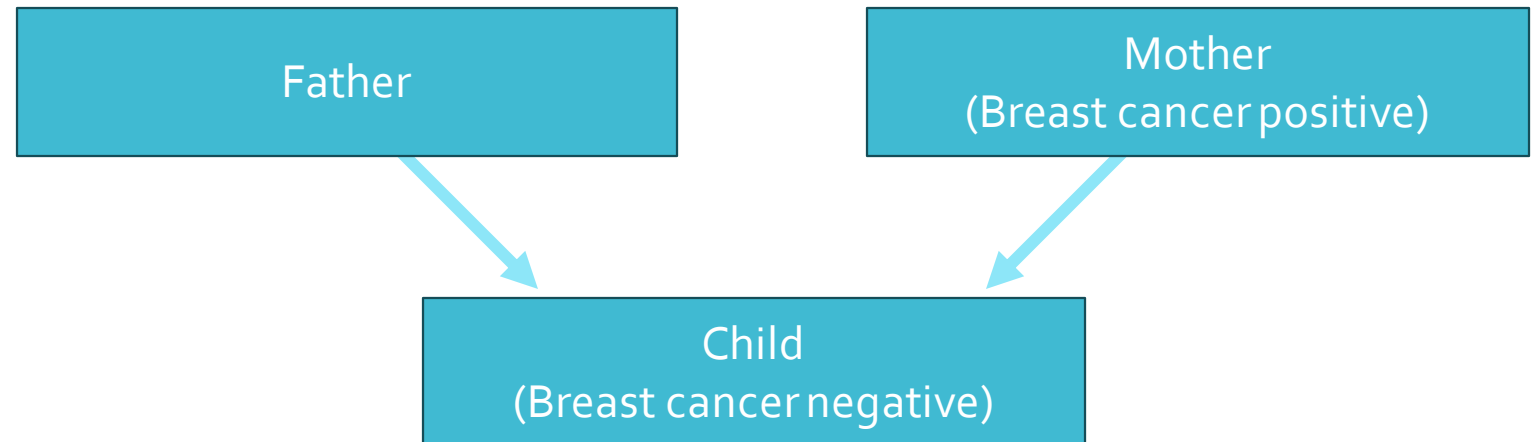 Father
Mother
(Breast cancer positive)
Child
(Breast cancer negative)